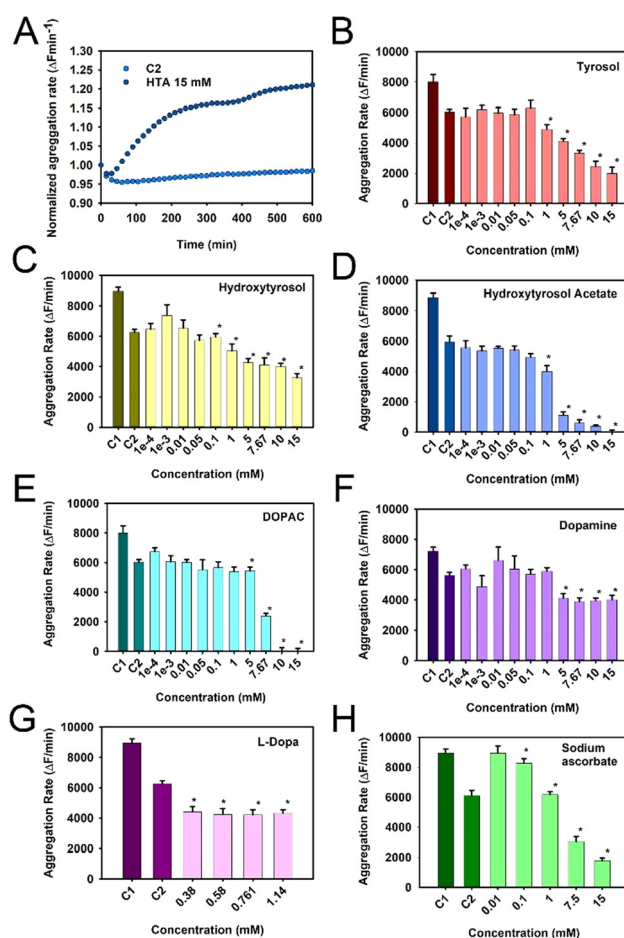 A
Normalized agreggation rate (ΔFmin-1)
1.30
1.25
1.20
1.15
1.10
1.05
1.00
0.95
0.90
C2
HTA 15 mM
0 100 200 300 400 500 600
Time (min)
B
Aggregation Rate (ΔF/min)
10000
8000
6000
4000
2000
0
Tyrosol
* * * * *
C1 C2 1e-4 1e-3 0.01 0.05 0.1 1 5 7.67 10 15
Concentration (mM)
C
Aggregation Rate (ΔF/min)
10000
8000
6000
4000
2000
0
Hydroxytyrosol
* * * * * *
C1 C2 1e-4 1e-3 0.01 0.05 0.1 1 5 7.67 10 15
Concentration (mM)
D
Aggregation Rate (ΔF/min)
10000
8000
6000
4000
2000
0
Hydroxytyrosol Acetate
* * * * *
C1 C2 1e-4 1e-3 0.01 0.05 0.1 1 5 7.67 10 15
Concentration (mM)
E
Aggregation Rate (ΔF/min)
10000
8000
6000
4000
2000
0
DOPAC
* * * *
C1 C2 1e-4 1e-3 0.01 0.05 0.1 1 5 7.67 10 15
Concentration (mM)
F
Aggregation Rate (ΔF/min)
10000
8000
6000
4000
2000
0
Dopamine
* * * *
C1 C2 1e-4 1e-3 0.01 0.05 0.1 1 5 7.67 10 15
Concentration (mM)
G
Aggregation Rate (ΔF/min)
10000
8000
6000
4000
2000
0
L-Dopa
* * * *
C1 C2 0.38 0.58 0.761 1.14
Concentration (mM)
H
Aggregation Rate (ΔF/min)
10000
8000
6000
4000
2000
0
Sodium
ascorbate
* * * *
C1 C2 0.01 0.1 1 7.5 15
Concentration (mM)